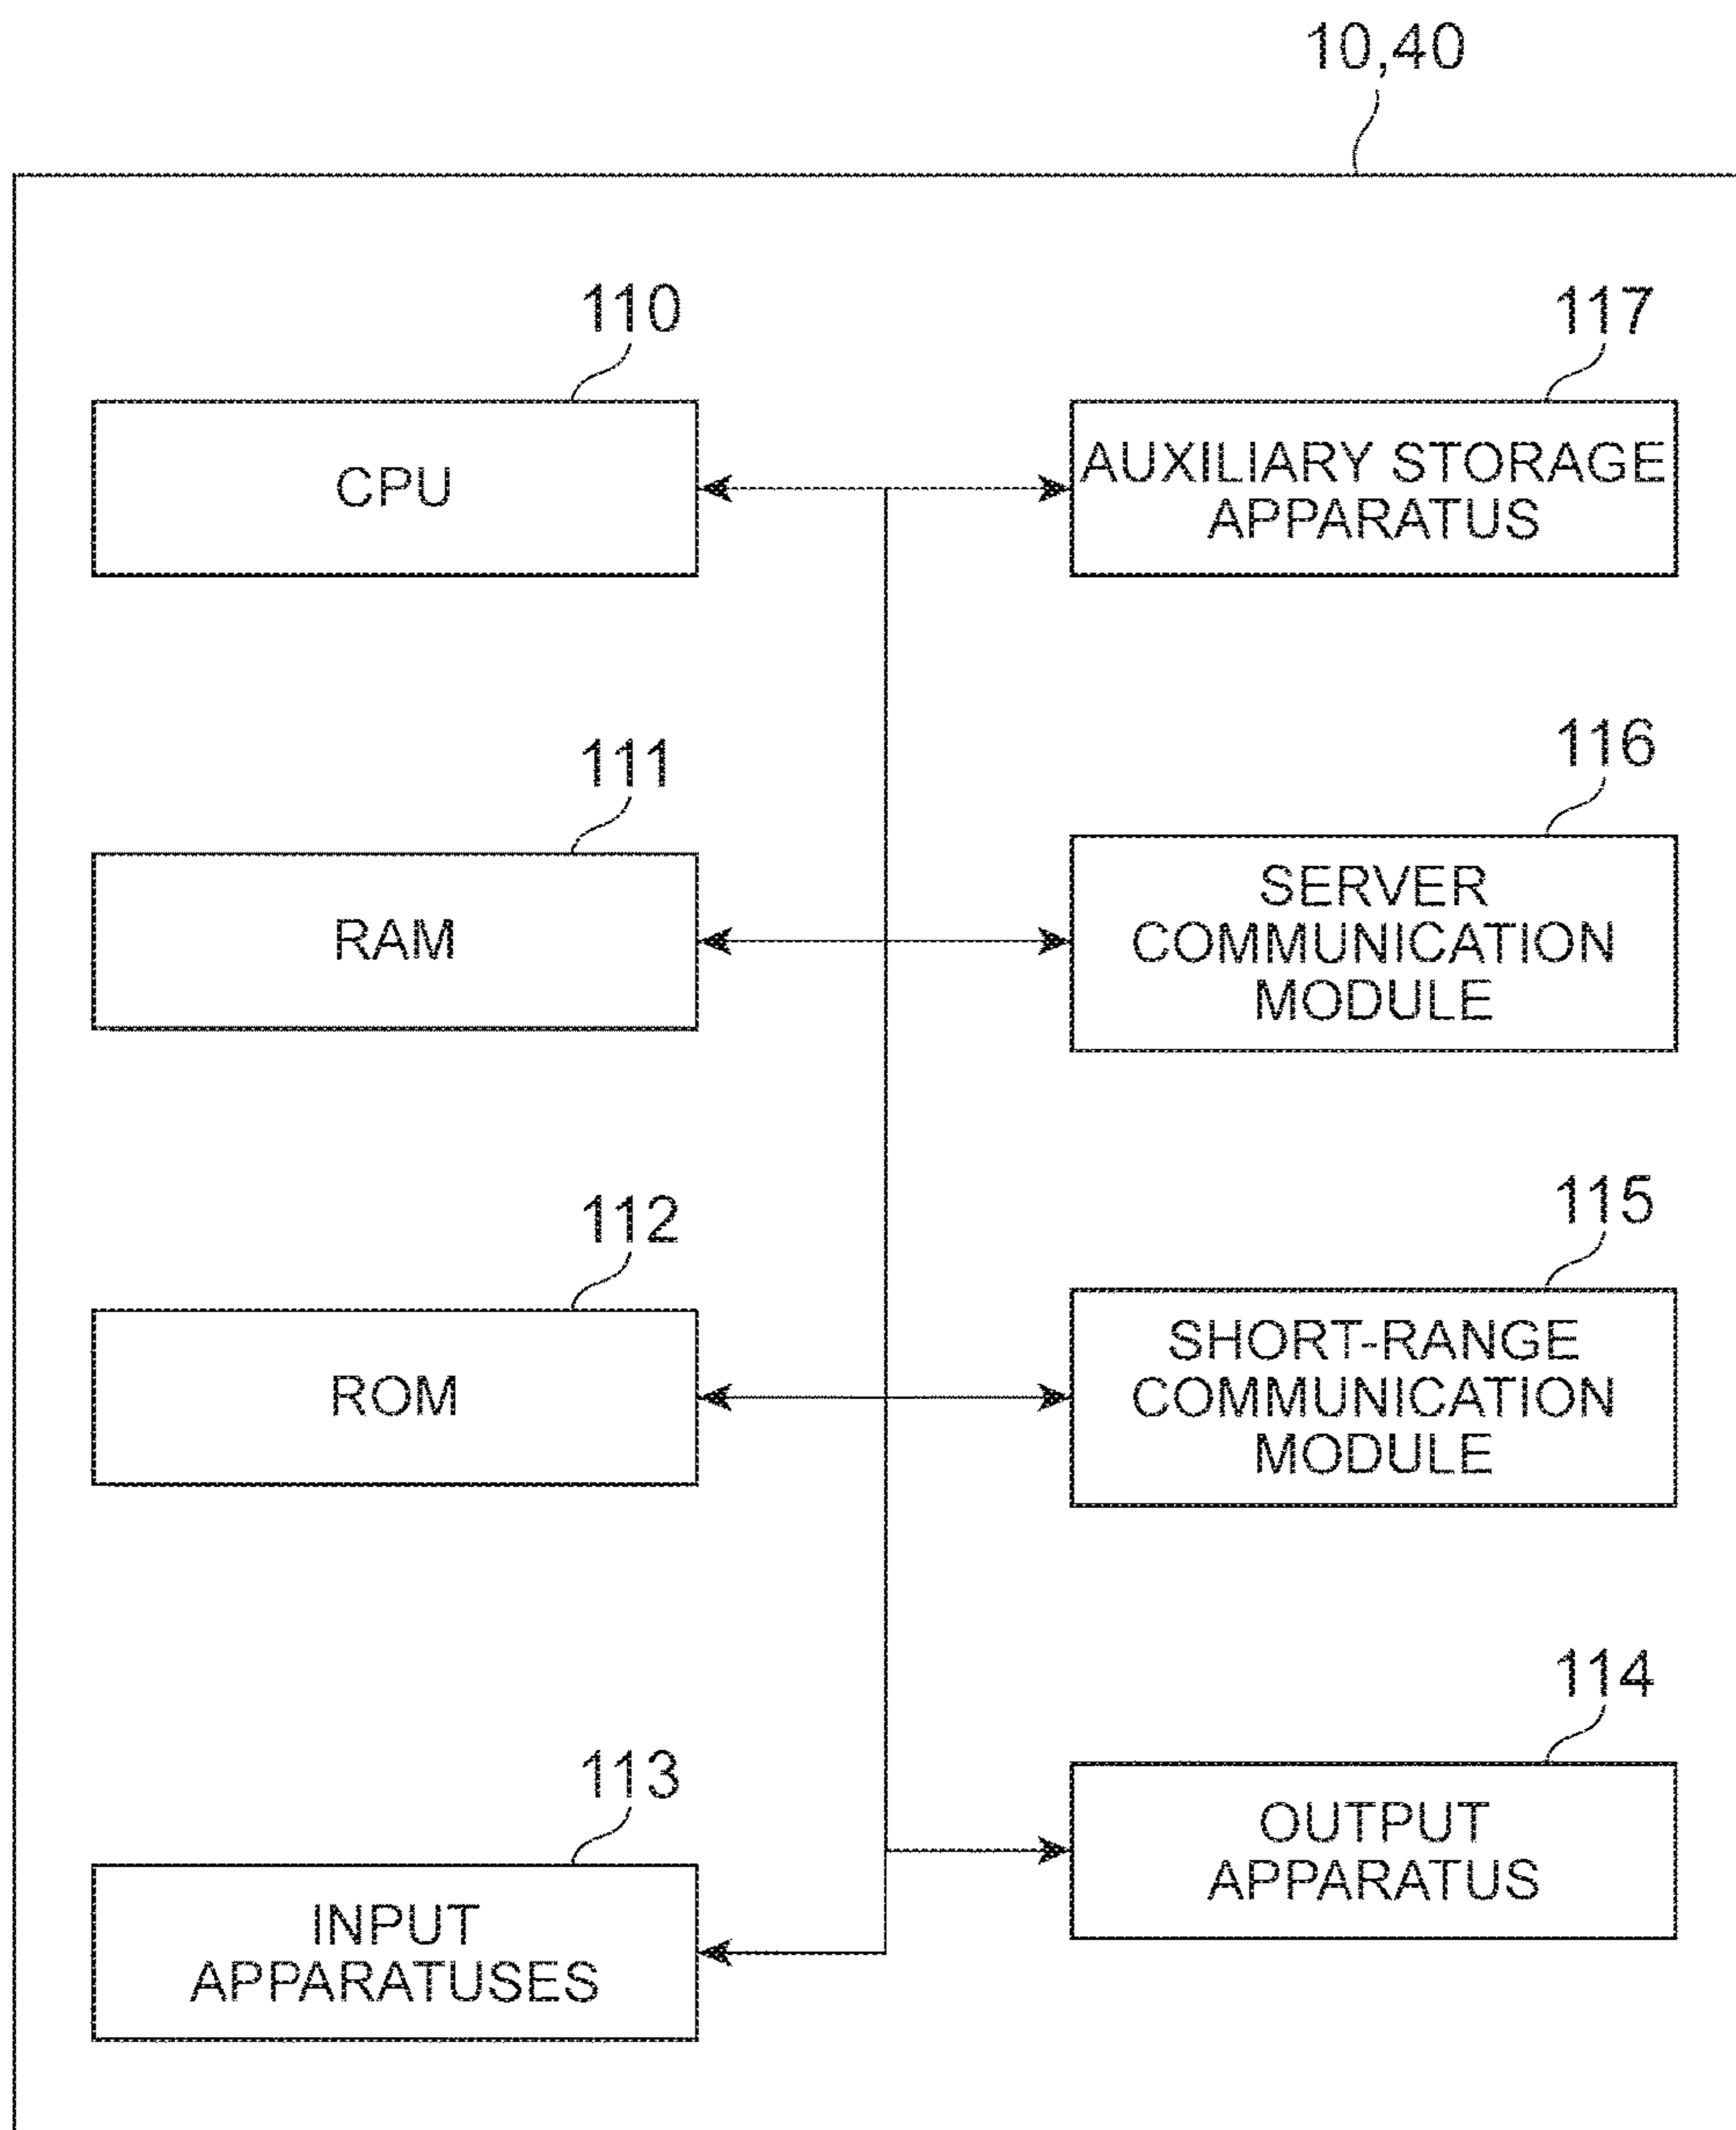 10,40
110
CPU
117
AUXILIARY STORAGE
APPARATUS
111
RAM
116
SERVER
COMMUNICATION
MODULE
112
ROM
115
SHORT-RANGE
COMMUNICATION
MODULE
113
INPUT
APPARATUSES
114
OUTPUT
APPARATUS